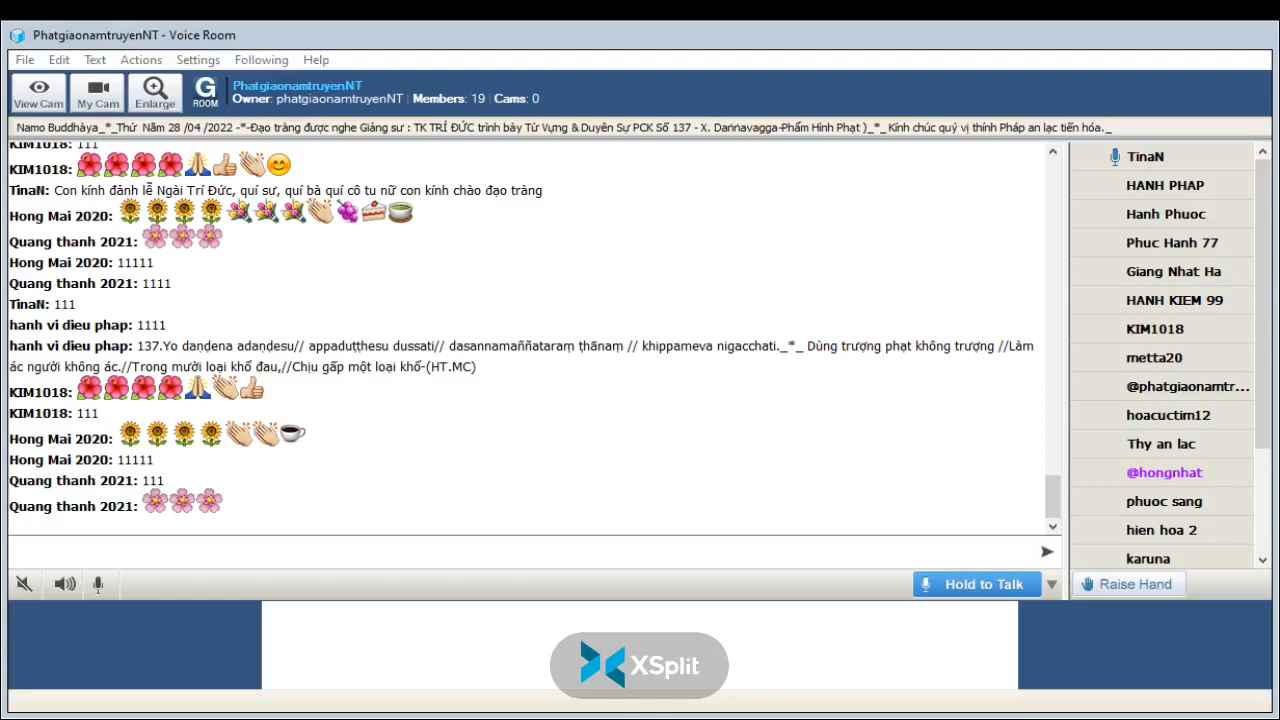 PhatgiaonamtruyenNT - Voice Room
File Edit Text Actions Settings Following Help
View Cam My Cam Enlarge G ROOM
PhatgiaonamtruyenNT
Owner: phatgiaonamtruyenNT | Members: 19 | Cams: 0
Namo Buddhàya_*_Thứ Năm 28 /04 /2022 -*-Đạo tràng được nghe Giảng sư : TK TRÍ ĐỨC trình bày Từ Vựng & Duyên Sự PCK Số 137 - X. Daṇṇavagga-Phẩm Hình Phạt )_*_ Kính chúc quý vị thính Pháp an lạc tiến hóa._
KIM1018: 111
KIM1018:
TinaN: Con kính đảnh lễ Ngài Trí Đức, quí sư, quí bà quí cô tu nữ con kính chào đạo tràng
Hong Mai 2020:
Quang thanh 2021:
Hong Mai 2020: 11111
Quang thanh 2021: 1111
TinaN: 111
hanh vi dieu phap: 1111
hanh vi dieu phap: 137.Yo daṇḍena adaṇḍesu// appaduṭṭhesu dussati// dasannamaññataraṃ ṭhānaṃ // khippameva nigacchati._*_ Dùng trượng phạt không trượng //Làm
ác người không ác.//Trong mười loại khổ đau,//Chịu gấp một loại khổ-(HT.MC)
KIM1018:
KIM1018: 111
Hong Mai 2020:
Hong Mai 2020: 11111
Quang thanh 2021: 111
Quang thanh 2021:
TinaN
HANH PHAP
Hanh Phuoc
Phuc Hanh 77
Giang Nhat Ha
HANH KIEM 99
KIM1018
metta20
@phatgiaonamtr...
hoacuctim12
Thy an lac
@hongnhat
phuoc sang
hien hoa 2
karuna
Hold to Talk
Raise Hand
XSplit